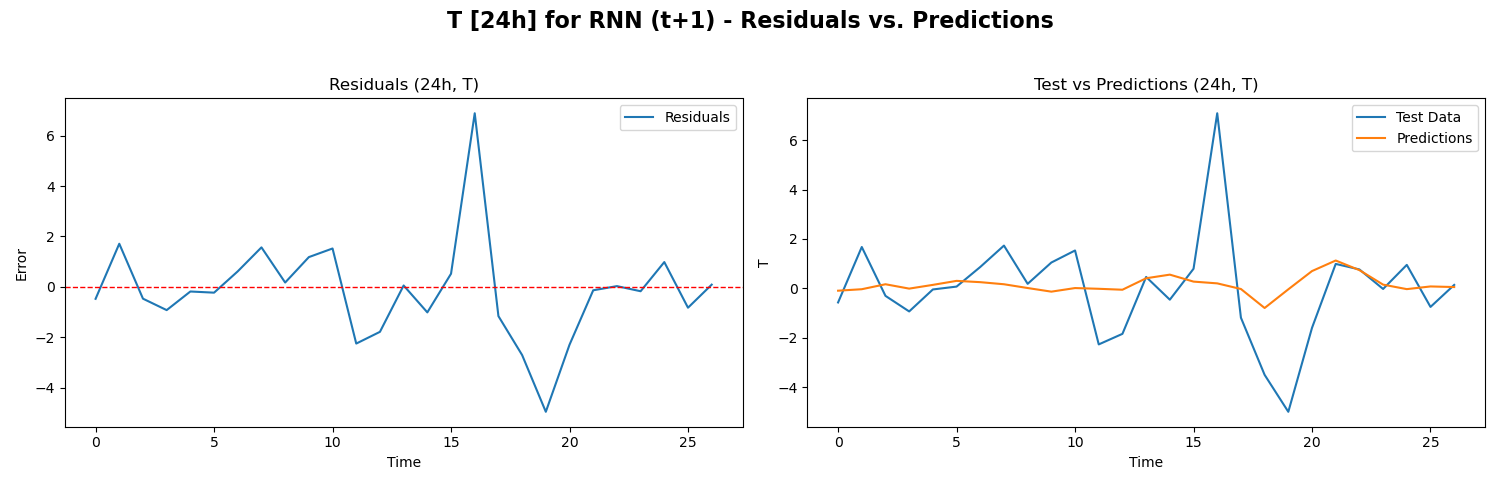 T [24h] for RNN (t+1) - Residuals vs. Predictions
Residuals (24h, T)
Residuals
Error
6
4
2
0
−2
−4
0 5 10 15 20 25
Time
Test vs Predictions (24h, T)
Test Data
Predictions
T
6
4
2
0
−2
−4
0 5 10 15 20 25
Time